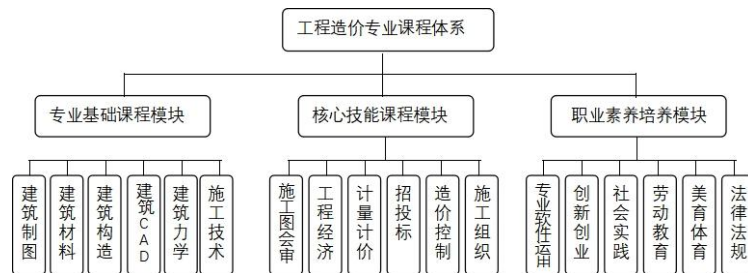 工程造价专业课程体系
专业基础课程模块
核心技能课程模块
职业素养培养模块
建筑制图
建筑材料
建筑构造
建筑CAD
建筑力学
施工技术
施工图会审
工程经济
计量计价
招投标
造价控制
施工组织
专业软件运用
创新创业
社会实践
劳动教育
美育体育
法律法规